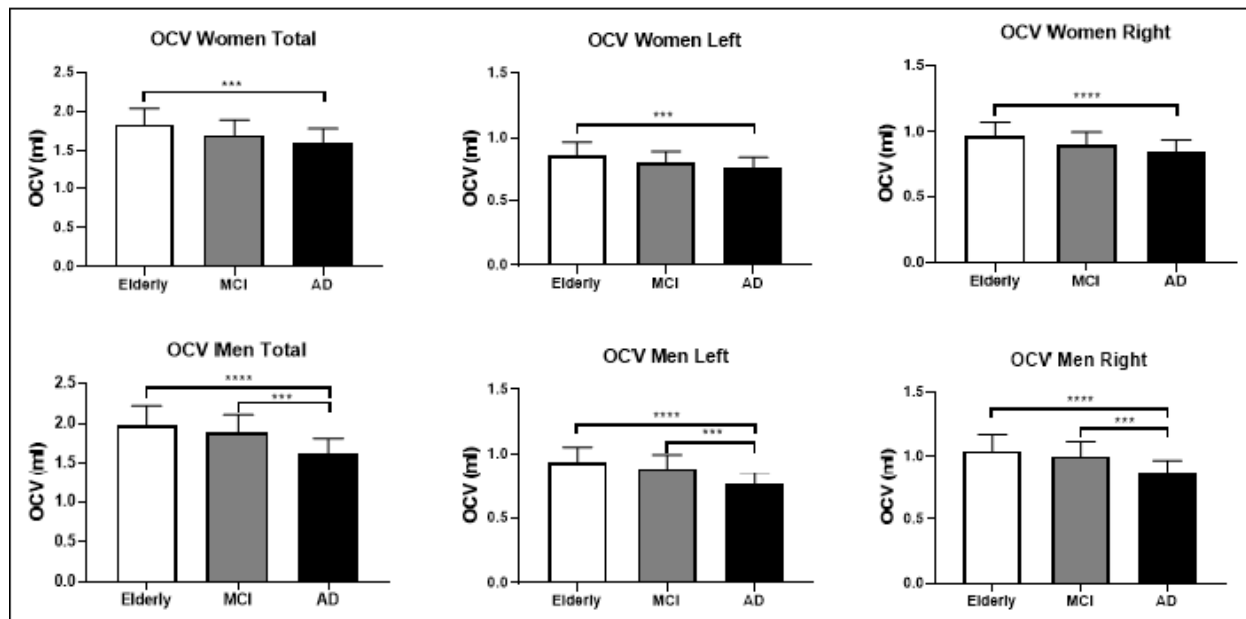 OCV Women Total
OCV (ml)
2.5
2.0
1.5
1.0
0.5
0.0
***
Elderly MCI AD
OCV Women Left
OCV (ml)
1.5
1.0
0.5
0.0
***
Elderly MCI AD
OCV Women Right
OCV (ml)
1.5
1.0
0.5
0.0
****
Elderly MCI AD
OCV Men Total
OCV (ml)
2.5
2.0
1.5
1.0
0.5
0.0
****
***
Elderly MCI AD
OCV Men Left
OCV (ml)
1.5
1.0
0.5
0.0
****
***
Elderly MCI AD
OCV Men Right
OCV (ml)
1.5
1.0
0.5
0.0
****
***
Elderly MCI AD